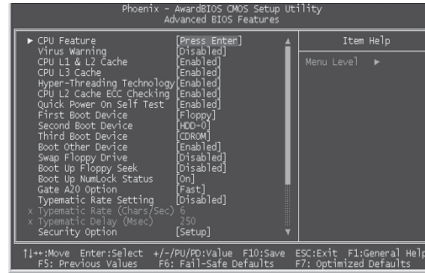 Phoenix - AwardBIOS CMOS Setup Utility
Advanced BIOS Features
► CPU Feature [Press Enter]
Virus Warning [Disabled]
CPU L1 & L2 Cache [Enabled]
CPU L3 Cache [Enabled]
Hyper-Threading Technology[Enabled]
CPU L2 Cache ECC Checking [Enabled]
Quick Power On Self Test [Enabled]
First Boot Device [Floppy]
Second Boot Device [HDD-0]
Third Boot Device [CDROM]
Boot Other Device [Enabled]
Swap Floppy Drive [Disabled]
Boot Up Floppy Seek [Disabled]
Boot Up NumLock Status [On]
Gate A20 Option [Fast]
Typematic Rate Setting [Disabled]
x Typematic Rate (Chars/Sec) 6
x Typematic Delay (Msec) 250
Security Option [Setup]
Item Help
Menu Level ►
↑↓↔:Move Enter:Select +/-/PU/PD:Value F10:Save ESC:Exit F1:General Help
F5: Previous Values F6: Fail-Safe Defaults F7: Optimized Defaults